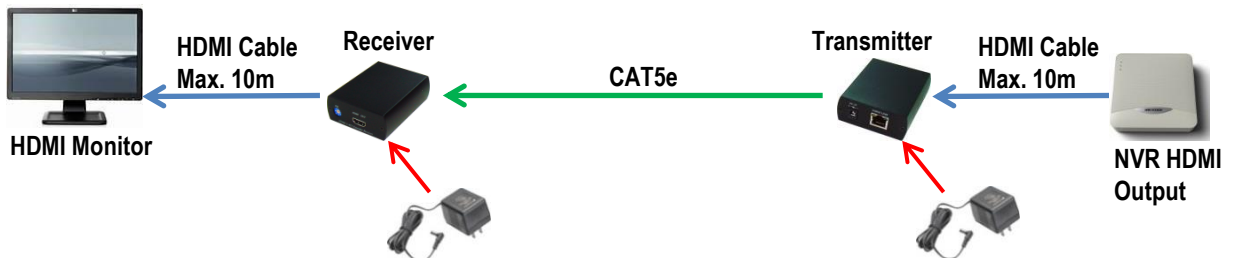 HDMI Cable
Max. 10m
Receiver
CAT5e
Transmitter
HDMI Cable
Max. 10m
HDMI Monitor
NVR HDMI
Output